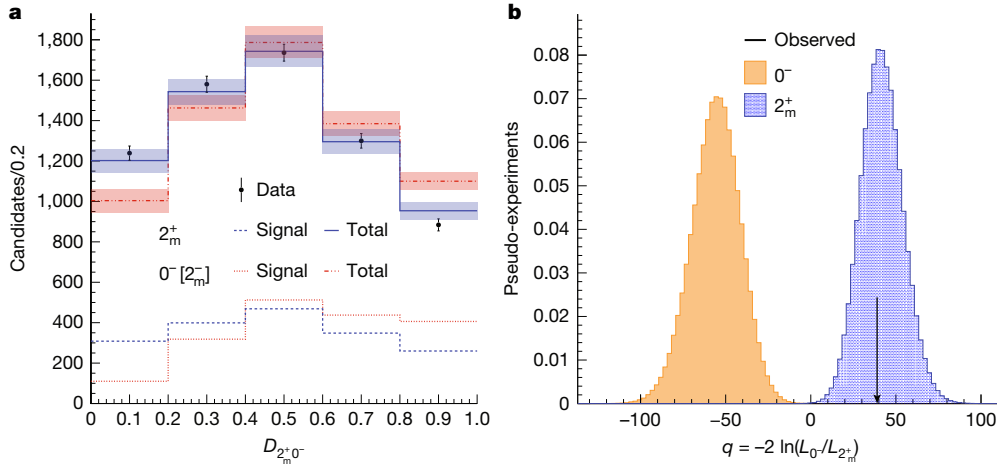 a
Candidates/0.2
1,800
1,600
1,400
1,200
1,000
800
600
400
200
0
0 0.1 0.2 0.3 0.4 0.5 0.6 0.7 0.8 0.9 1.0
D2+m0−
Data
2+m Signal Total
0− [2−m] Signal Total
b
Pseudo-experiments
0.08
0.07
0.06
0.05
0.04
0.03
0.02
0.01
0
−100 −50 0 50 100
q = −2 ln(L0−/L2+m)
Observed
0−
2+m